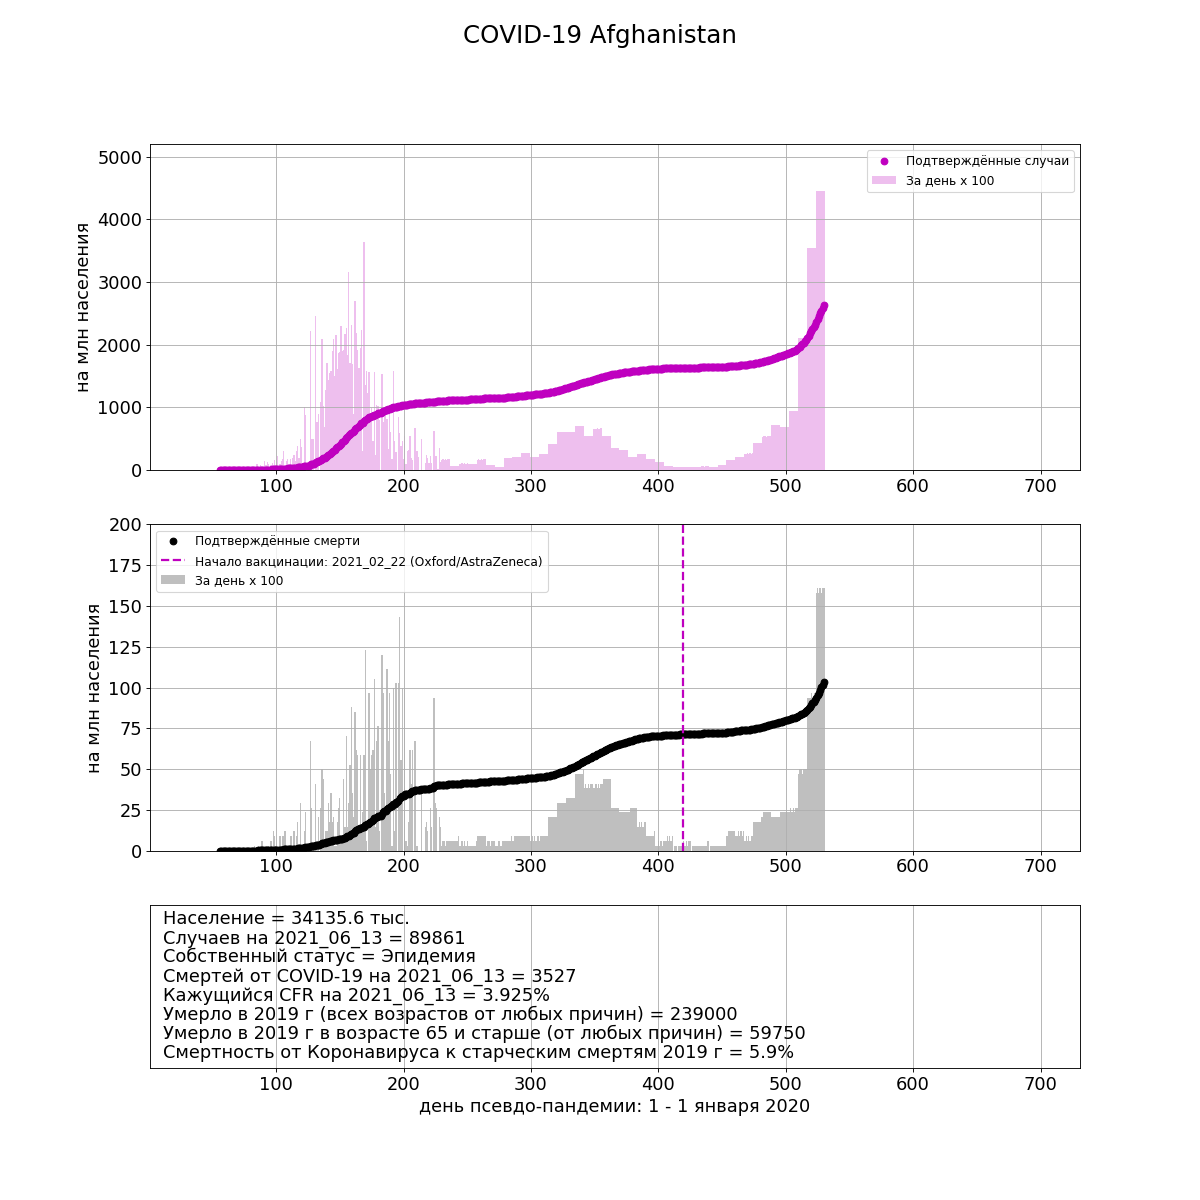 COVID-19 Afghanistan
5000
4000
3000
2000
1000
0
на млн населения
Подтверждённые случаи
За день x 100
100 200 300 400 500 600 700
200
175
150
125
100
75
50
25
0
на млн населения
Подтверждённые смерти
Начало вакцинации: 2021_02_22 (Oxford/AstraZeneca)
За день x 100
100 200 300 400 500 600 700
Население = 34135.6 тыс.
Случаев на 2021_06_13 = 89861
Собственный статус = Эпидемия
Смертей от COVID-19 на 2021_06_13 = 3527
Кажущийся CFR на 2021_06_13 = 3.925%
Умерло в 2019 г (всех возрастов от любых причин) = 239000
Умерло в 2019 г в возрасте 65 и старше (от любых причин) = 59750
Смертность от Коронавируса к старческим смертям 2019 г = 5.9%
100 200 300 400 500 600 700
день псевдо-пандемии: 1 - 1 января 2020